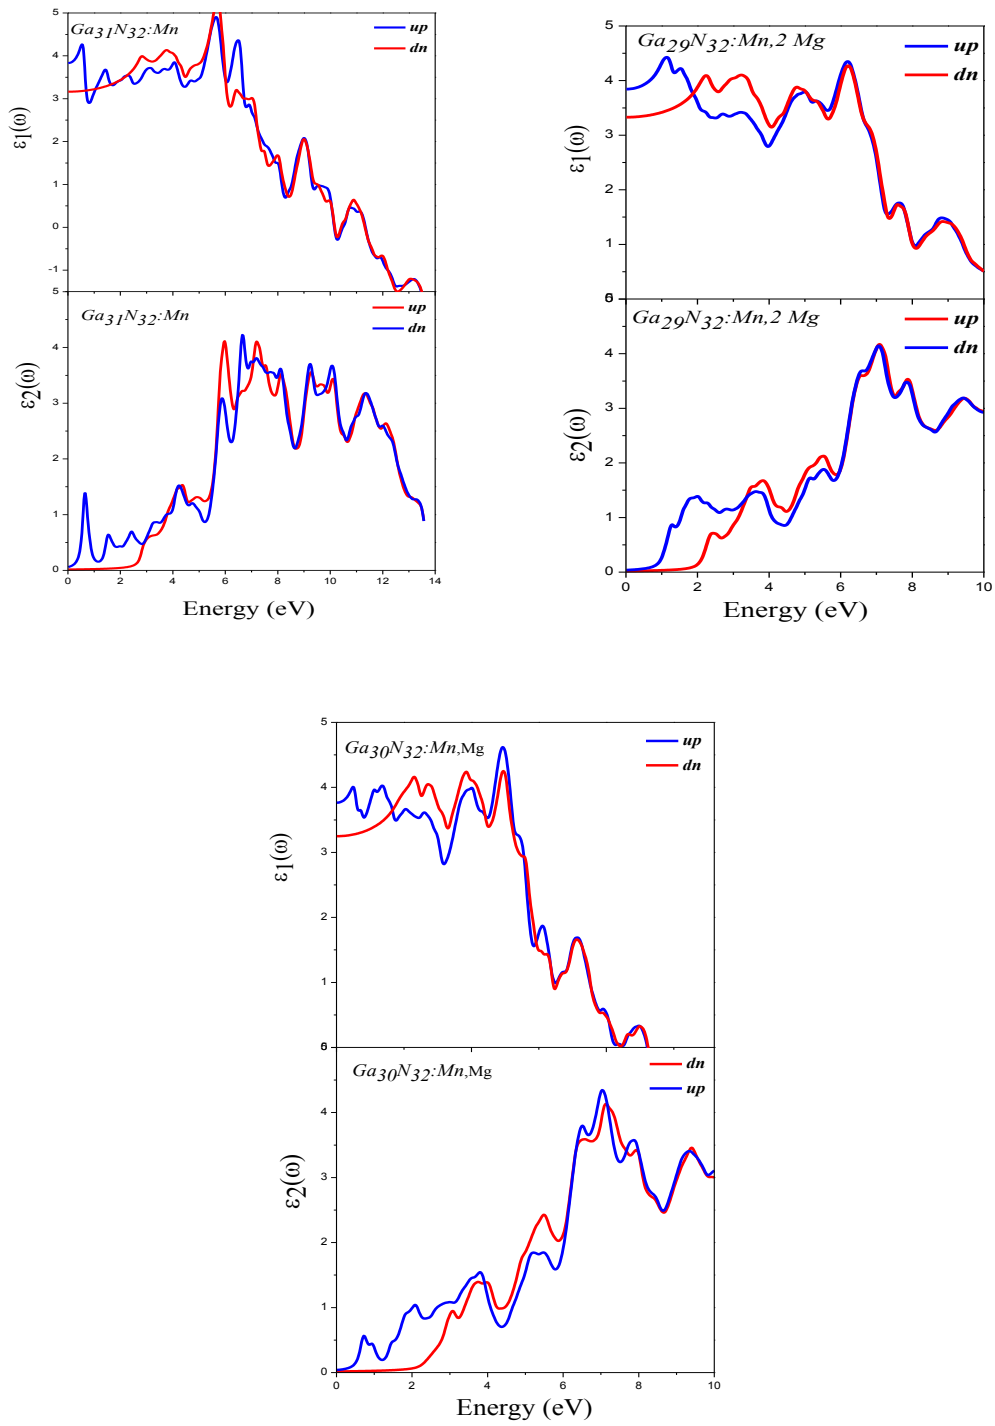 5
4
3
2
1
0
-1
ε1(ω)
Ga31N32:Mn
up
dn
5
4
3
2
1
0
ε2(ω)
Ga31N32:Mn
up
dn
0 2 4 6 8 10 12 14
Energy (eV)
5
4
3
2
1
ε1(ω)
Ga29N32:Mn,2 Mg
up
dn
4
3
2
1
0
ε2(ω)
Ga29N32:Mn,2 Mg
up
dn
0 2 4 6 8 10
Energy (eV)
5
4
3
2
1
ε1(ω)
Ga30N32:Mn,Mg
up
dn
4
3
2
1
0
ε2(ω)
Ga30N32:Mn,Mg
dn
up
0 2 4 6 8 10
Energy (eV)